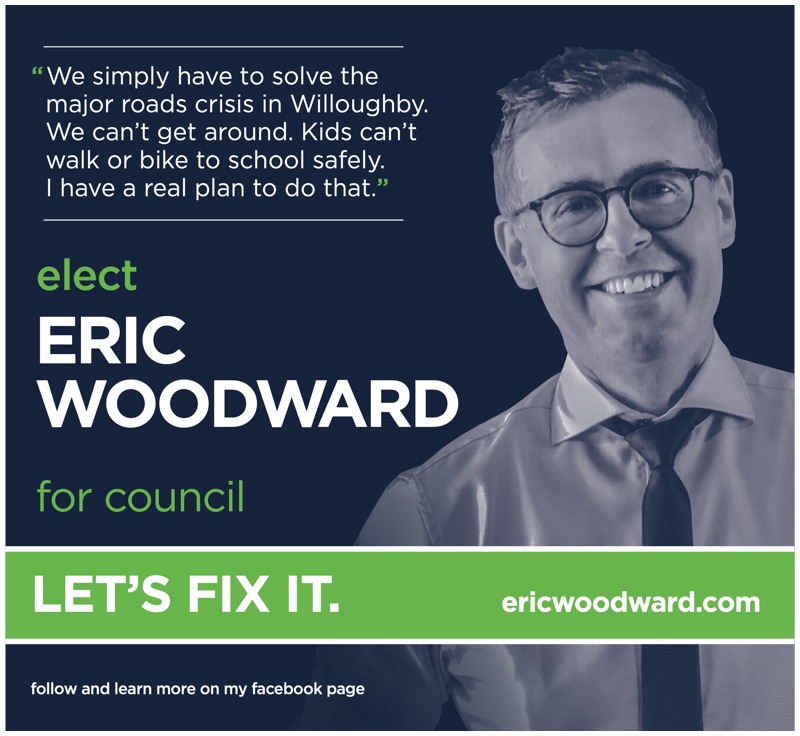 “We simply have to solve the
major roads crisis in Willoughby.
We can’t get around. Kids can’t
walk or bike to school safely.
I have a real plan to do that.”
elect
ERIC
WOODWARD
for council
LET’S FIX IT.
ericwoodward.com
follow and learn more on my facebook page